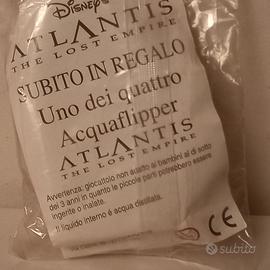 Disney's
ATLANTIS
THE LOST EMPIRE
SUBITO IN REGALO
Uno dei quattro
Acquaflipper
ATLANTIS
THE LOST EMPIRE
Avvertenza: giocattolo non adatto ai bambini al di sotto
dei 3 anni in quanto le piccole parti potrebbero essere
ingerite o inalate.
Il liquido interno è acqua distillata.
CE
subito